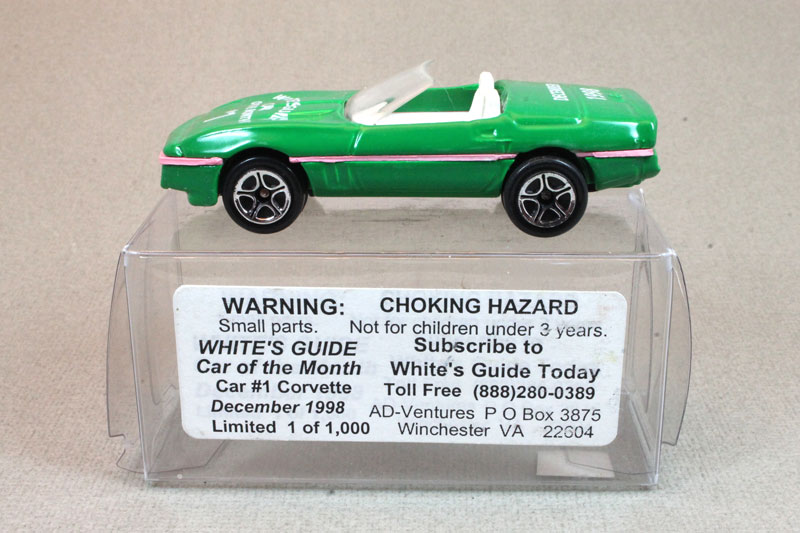 DECEMBER
1998
WARNING: CHOKING HAZARD
Small parts. Not for children under 3 years.
WHITE'S GUIDE Subscribe to
Car of the Month White's Guide Today
Car #1 Corvette Toll Free (888)280-0389
December 1998 AD-Ventures P O Box 3875
Limited 1 of 1,000 Winchester VA 22604